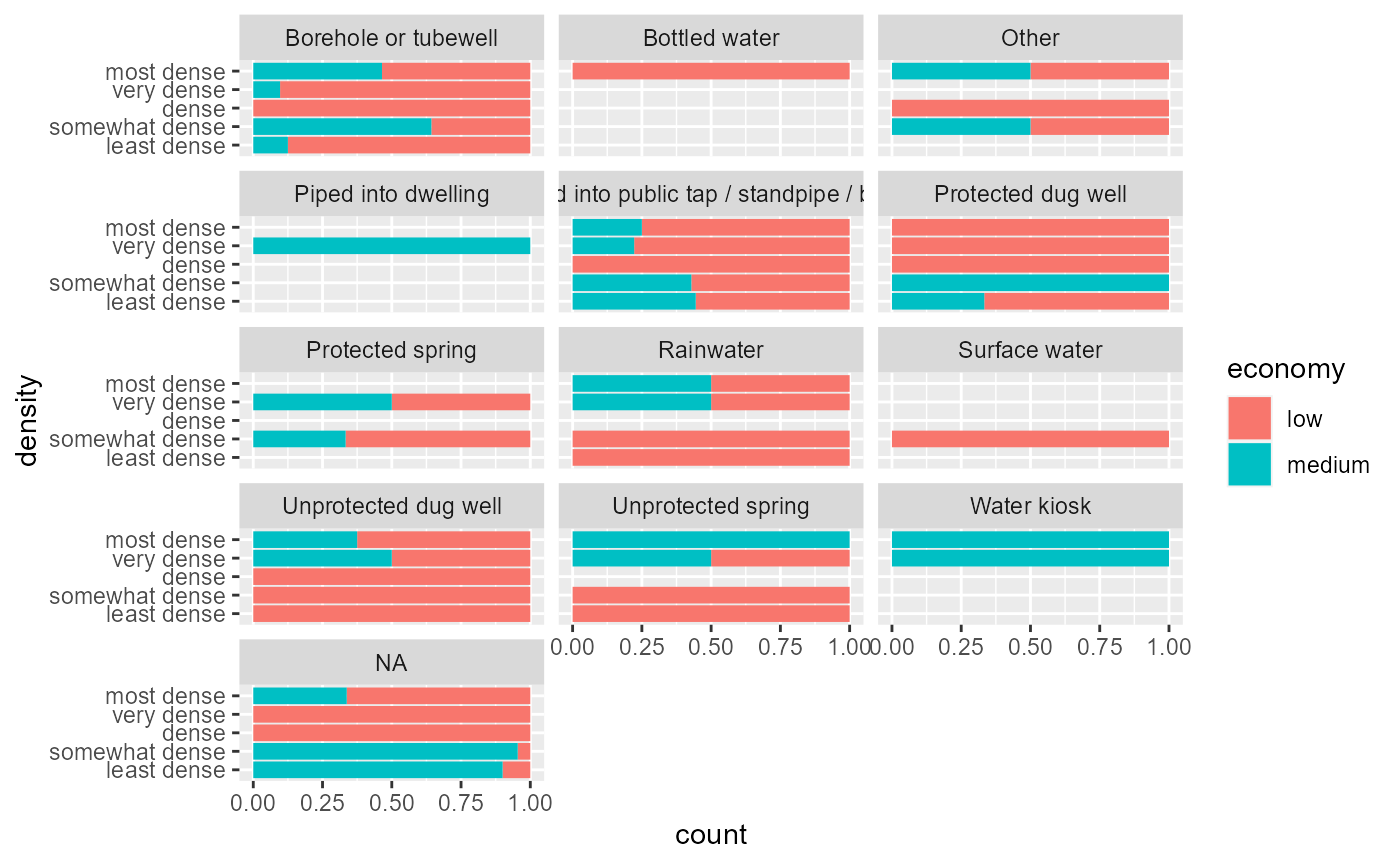 Borehole or tubewell
Bottled water
Other
most dense
very dense
dense
somewhat dense
least dense
Piped into dwelling
d into public tap / standpipe / b
Protected dug well
most dense
very dense
dense
somewhat dense
least dense
Protected spring
Rainwater
Surface water
most dense
very dense
dense
somewhat dense
least dense
Unprotected dug well
Unprotected spring
Water kiosk
most dense
very dense
dense
somewhat dense
least dense
0.00 0.25 0.50 0.75 1.00
0.00 0.25 0.50 0.75 1.00
NA
most dense
very dense
dense
somewhat dense
least dense
0.00 0.25 0.50 0.75 1.00
count
density
economy
low
medium